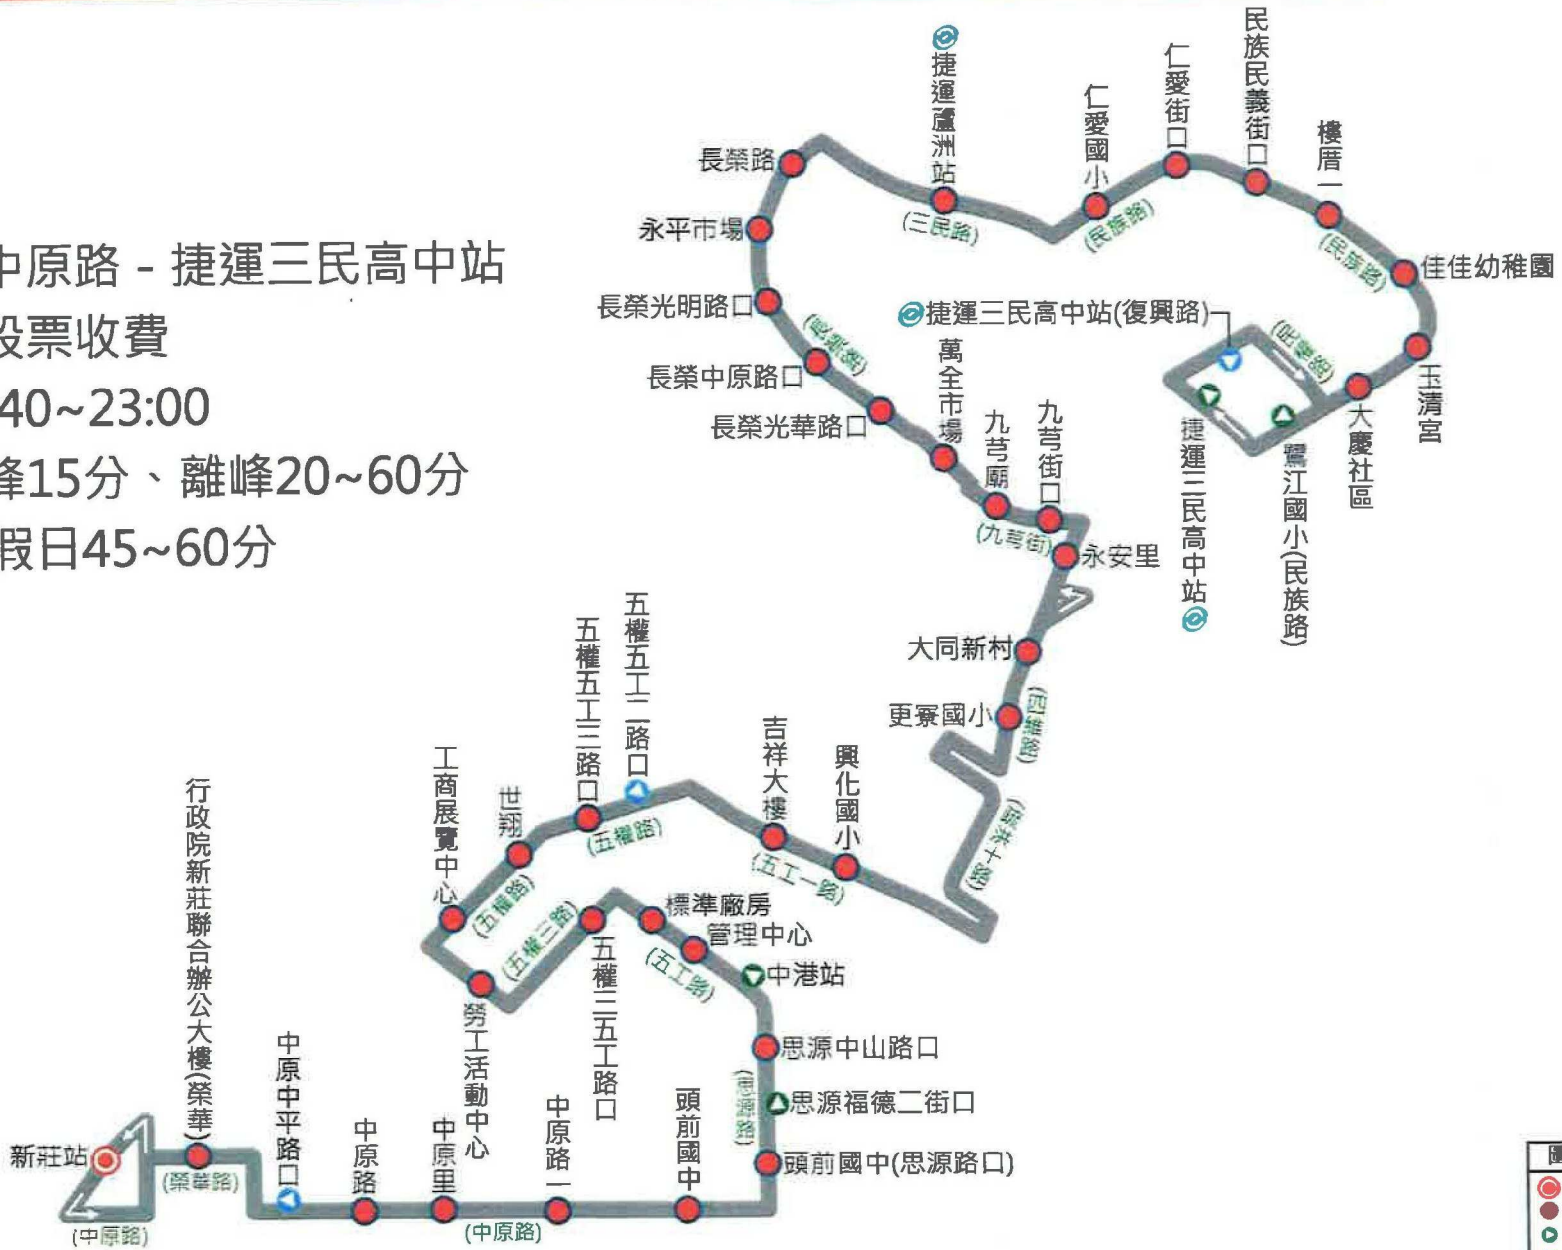 中原路 - 捷運三民高中站
段票收費
40~23:00
峰15分、離峰20~60分
假日45~60分
新莊站
(中原路)
行政院新莊聯合辦公大樓(榮華)
(榮華路)
中原中平路口
中原路
中原里
(中原路)
中原路一
頭前國中
頭前國中(思源路口)
思源福德二街口
(思源路)
思源中山路口
中港站
管理中心
(五工路)
標準廠房
五權三五工路口
(五權三路)
勞工活動中心
工商展覽中心
(五權路)
世翔
五權五工三路口
(五權路)
五權五工二路口
吉祥大樓
(五工一路)
興化國小
更寮國小
大同新村
永安里
九芎街口
(九芎街)
九芎廟
萬全市場
長榮光華路口
長榮中原路口
長榮光明路口
永平市場
長榮路
捷運蘆洲站
(三民路)
仁愛國小
(民族路)
仁愛街口
民族民義街口
樓厝一
(民族路)
佳佳幼稚園
玉清宮
大慶社區
鷺江國小(民族路)
捷運三民高中站
捷運三民高中站(復興路)